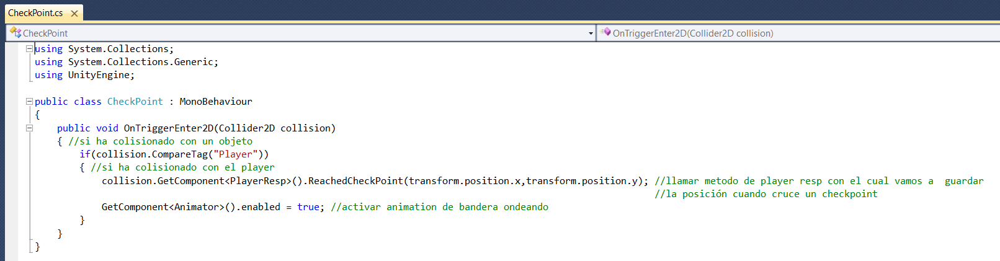 CheckPoint.cs
CheckPoint
OnTriggerEnter2D(Collider2D collision)
using System.Collections;
using System.Collections.Generic;
using UnityEngine;
public class CheckPoint : MonoBehaviour
{
    public void OnTriggerEnter2D(Collider2D collision)
    { //si ha colisionado con un objeto
        if(collision.CompareTag("Player"))
        { //si ha colisionado con el player
            collision.GetComponent<PlayerResp>().ReachedCheckPoint(transform.position.x,transform.position.y); //llamar metodo de player resp con el cual vamos a  guardar
                                                                                                               //la posición cuando cruce un checkpoint
            GetComponent<Animator>().enabled = true; //activar animation de bandera ondeando
        }
    }
}